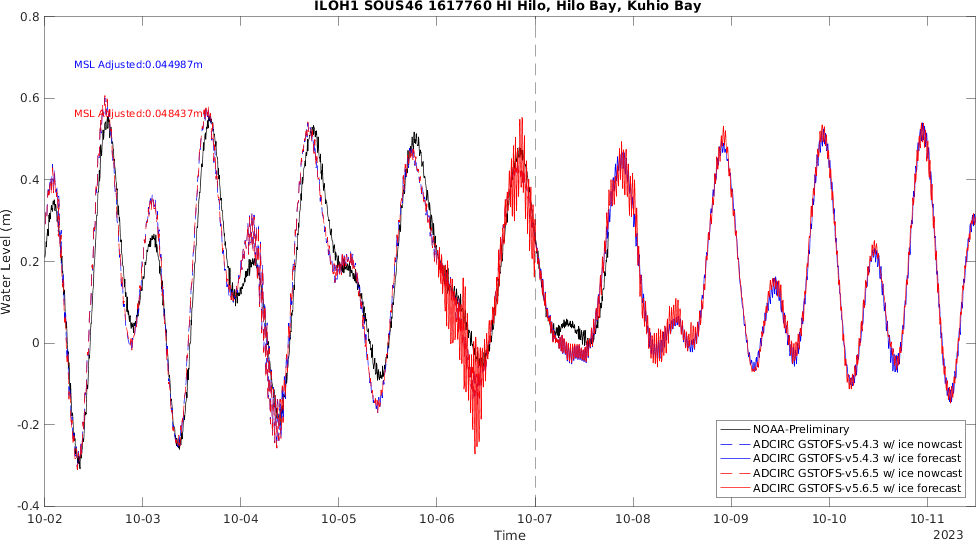 ILOH1 SOUS46 1617760 HI Hilo, Hilo Bay, Kuhio Bay
0.8
0.6
0.4
0.2
0
-0.2
-0.4
Water Level (m)
MSL Adjusted:0.044987m
MSL Adjusted:0.048437m
NOAA-Preliminary
ADCIRC GSTOFS-v5.4.3 w/ ice nowcast
ADCIRC GSTOFS-v5.4.3 w/ ice forecast
ADCIRC GSTOFS-v5.6.5 w/ ice nowcast
ADCIRC GSTOFS-v5.6.5 w/ ice forecast
10-02 10-03 10-04 10-05 10-06 10-07 10-08 10-09 10-10 10-11
Time
2023